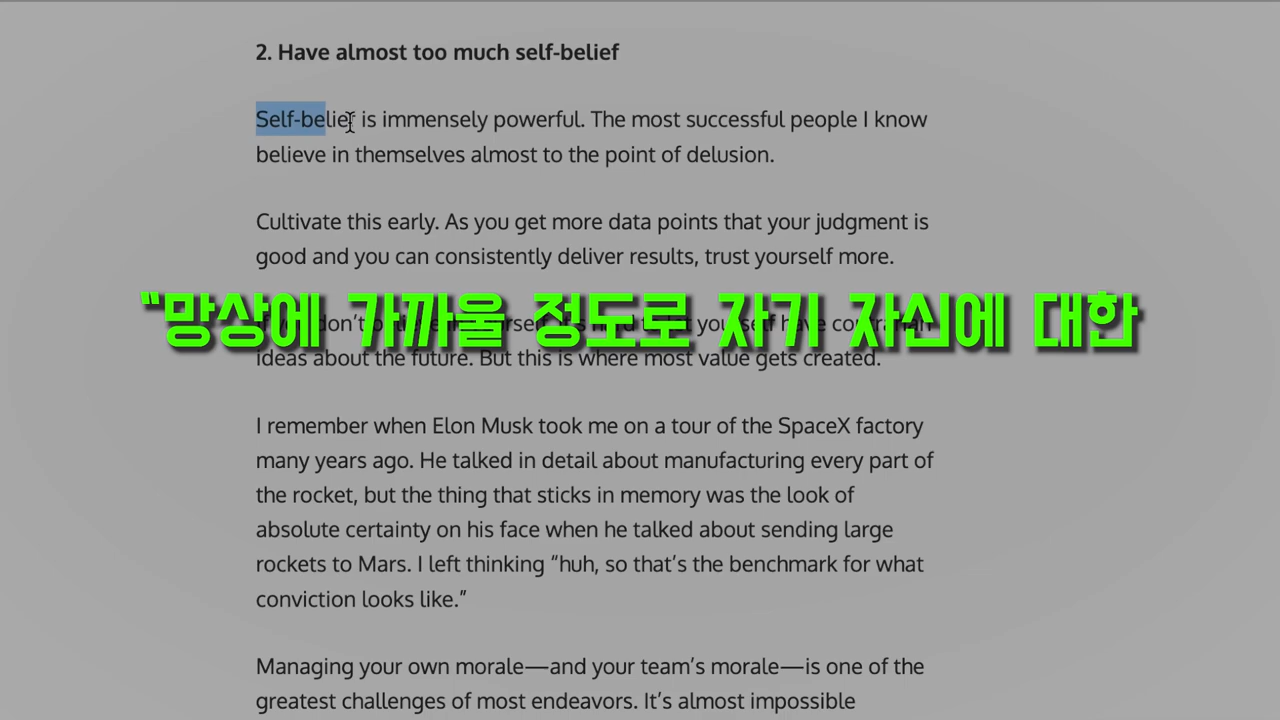 2. Have almost too much self-belief
Self-belief is immensely powerful. The most successful people I know
believe in themselves almost to the point of delusion.
Cultivate this early. As you get more data points that your judgment is
good and you can consistently deliver results, trust yourself more.
"망상에 가까울 정도로 자기 자신에 대한
don't yourself have
ideas about the future. But this is where most value gets created.
I remember when Elon Musk took me on a tour of the SpaceX factory
many years ago. He talked in detail about manufacturing every part of
the rocket, but the thing that sticks in memory was the look of
absolute certainty on his face when he talked about sending large
rockets to Mars. I left thinking “huh, so that’s the benchmark for what
conviction looks like.”
Managing your own morale—and your team’s morale—is one of the
greatest challenges of most endeavors. It’s almost impossible